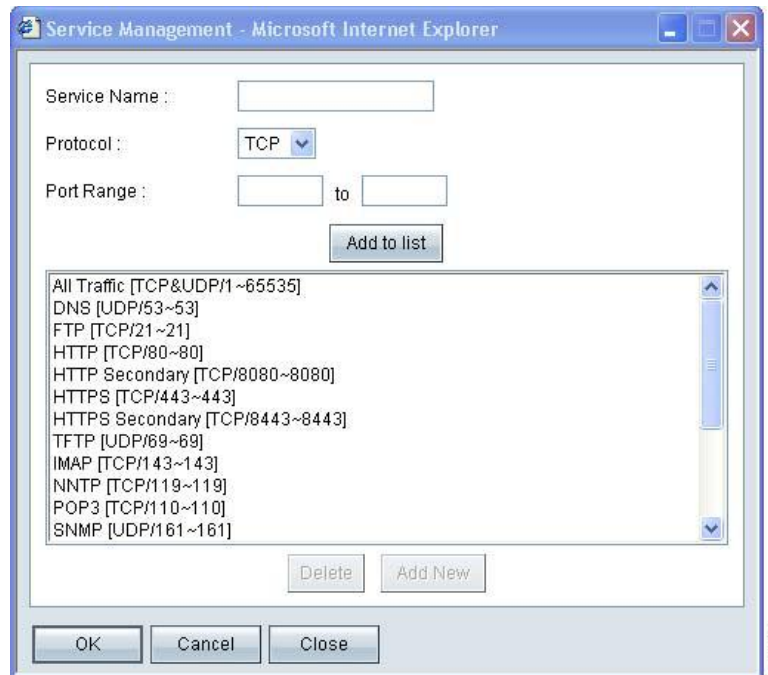 Service Management - Microsoft Internet Explorer
Service Name :
Protocol : TCP
Port Range : to
Add to list
All Traffic [TCP&UDP/1~65535]
DNS [UDP/53~53]
FTP [TCP/21~21]
HTTP [TCP/80~80]
HTTP Secondary [TCP/8080~8080]
HTTPS [TCP/443~443]
HTTPS Secondary [TCP/8443~8443]
TFTP [UDP/69~69]
IMAP [TCP/143~143]
NNTP [TCP/119~119]
POP3 [TCP/110~110]
SNMP [UDP/161~161]
Delete Add New
OK Cancel Close